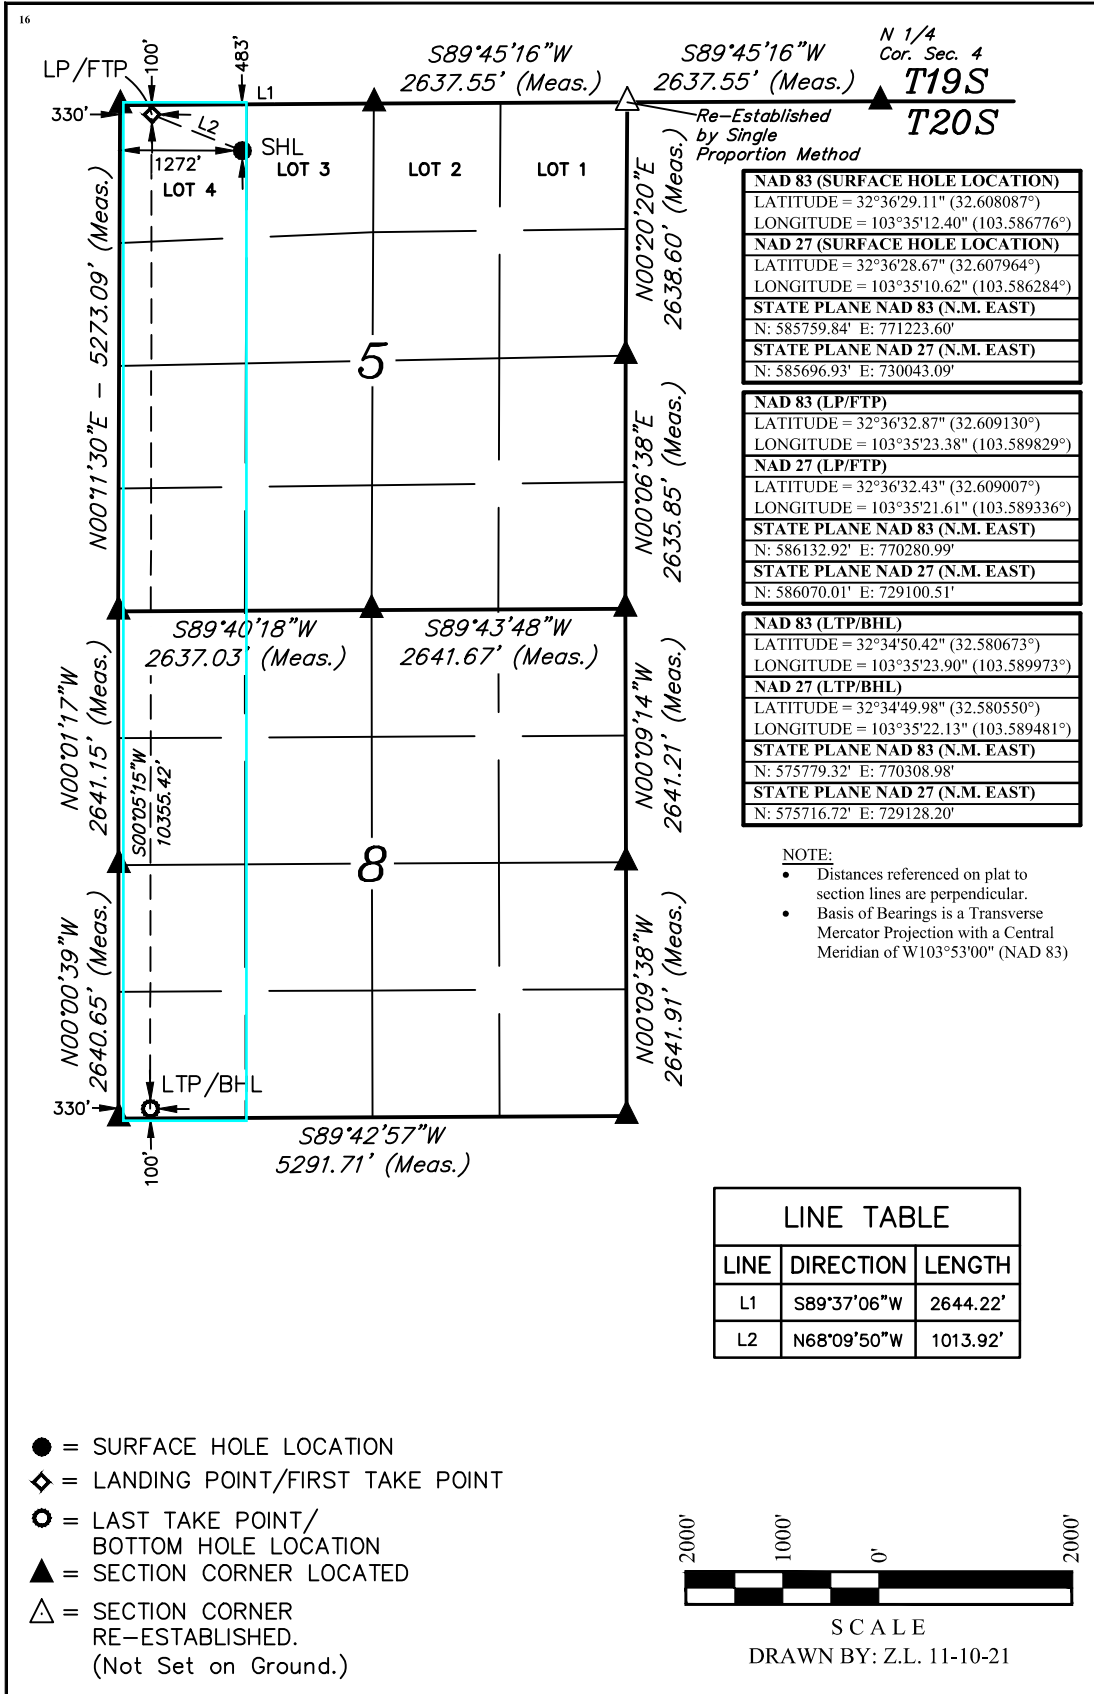 16
N 1/4
Cor. Sec. 4
S89°45'16"W
2637.55' (Meas.)
S89°45'16"W
2637.55' (Meas.)
T19S
T20S
LP/FTP
100'
483'
L1
330'
L2
SHL
1272'
LOT 4
LOT 3
LOT 2
LOT 1
Re-Established
by Single
Proportion Method
N00°11'30"E - 5273.09' (Meas.)
N00°20'20"E
2638.60' (Meas.)
5
N00°06'38"E
2635.85' (Meas.)
S89°40'18"W
2637.03' (Meas.)
S89°43'48"W
2641.67' (Meas.)
N00°01'17"W
2641.15' (Meas.)
S00°05'15"W
10355.42'
N00°09'14"W
2641.21' (Meas.)
8
N00°00'39"W
2640.65' (Meas.)
N00°09'38"W
2641.91' (Meas.)
LTP/BHL
330'
100'
S89°42'57"W
5291.71' (Meas.)
NAD 83 (SURFACE HOLE LOCATION)
LATITUDE = 32°36'29.11" (32.608087°)
LONGITUDE = 103°35'12.40" (103.586776°)
NAD 27 (SURFACE HOLE LOCATION)
LATITUDE = 32°36'28.67" (32.607964°)
LONGITUDE = 103°35'10.62" (103.586284°)
STATE PLANE NAD 83 (N.M. EAST)
N: 585759.84' E: 771223.60'
STATE PLANE NAD 27 (N.M. EAST)
N: 585696.93' E: 730043.09'
NAD 83 (LP/FTP)
LATITUDE = 32°36'32.87" (32.609130°)
LONGITUDE = 103°35'23.38" (103.589829°)
NAD 27 (LP/FTP)
LATITUDE = 32°36'32.43" (32.609007°)
LONGITUDE = 103°35'21.61" (103.589336°)
STATE PLANE NAD 83 (N.M. EAST)
N: 586132.92' E: 770280.99'
STATE PLANE NAD 27 (N.M. EAST)
N: 586070.01' E: 729100.51'
NAD 83 (LTP/BHL)
LATITUDE = 32°34'50.42" (32.580673°)
LONGITUDE = 103°35'23.90" (103.589973°)
NAD 27 (LTP/BHL)
LATITUDE = 32°34'49.98" (32.580550°)
LONGITUDE = 103°35'22.13" (103.589481°)
STATE PLANE NAD 83 (N.M. EAST)
N: 575779.32' E: 770308.98'
STATE PLANE NAD 27 (N.M. EAST)
N: 575716.72' E: 729128.20'
NOTE:
• Distances referenced on plat to
section lines are perpendicular.
• Basis of Bearings is a Transverse
Mercator Projection with a Central
Meridian of W103°53'00" (NAD 83)
LINE TABLE
LINE DIRECTION LENGTH
L1 S89°37'06"W 2644.22'
L2 N68°09'50"W 1013.92'
= SURFACE HOLE LOCATION
= LANDING POINT/FIRST TAKE POINT
= LAST TAKE POINT/
BOTTOM HOLE LOCATION
= SECTION CORNER LOCATED
= SECTION CORNER
RE-ESTABLISHED.
(Not Set on Ground.)
2000' 1000' 0' 2000'
SCALE
DRAWN BY: Z.L. 11-10-21